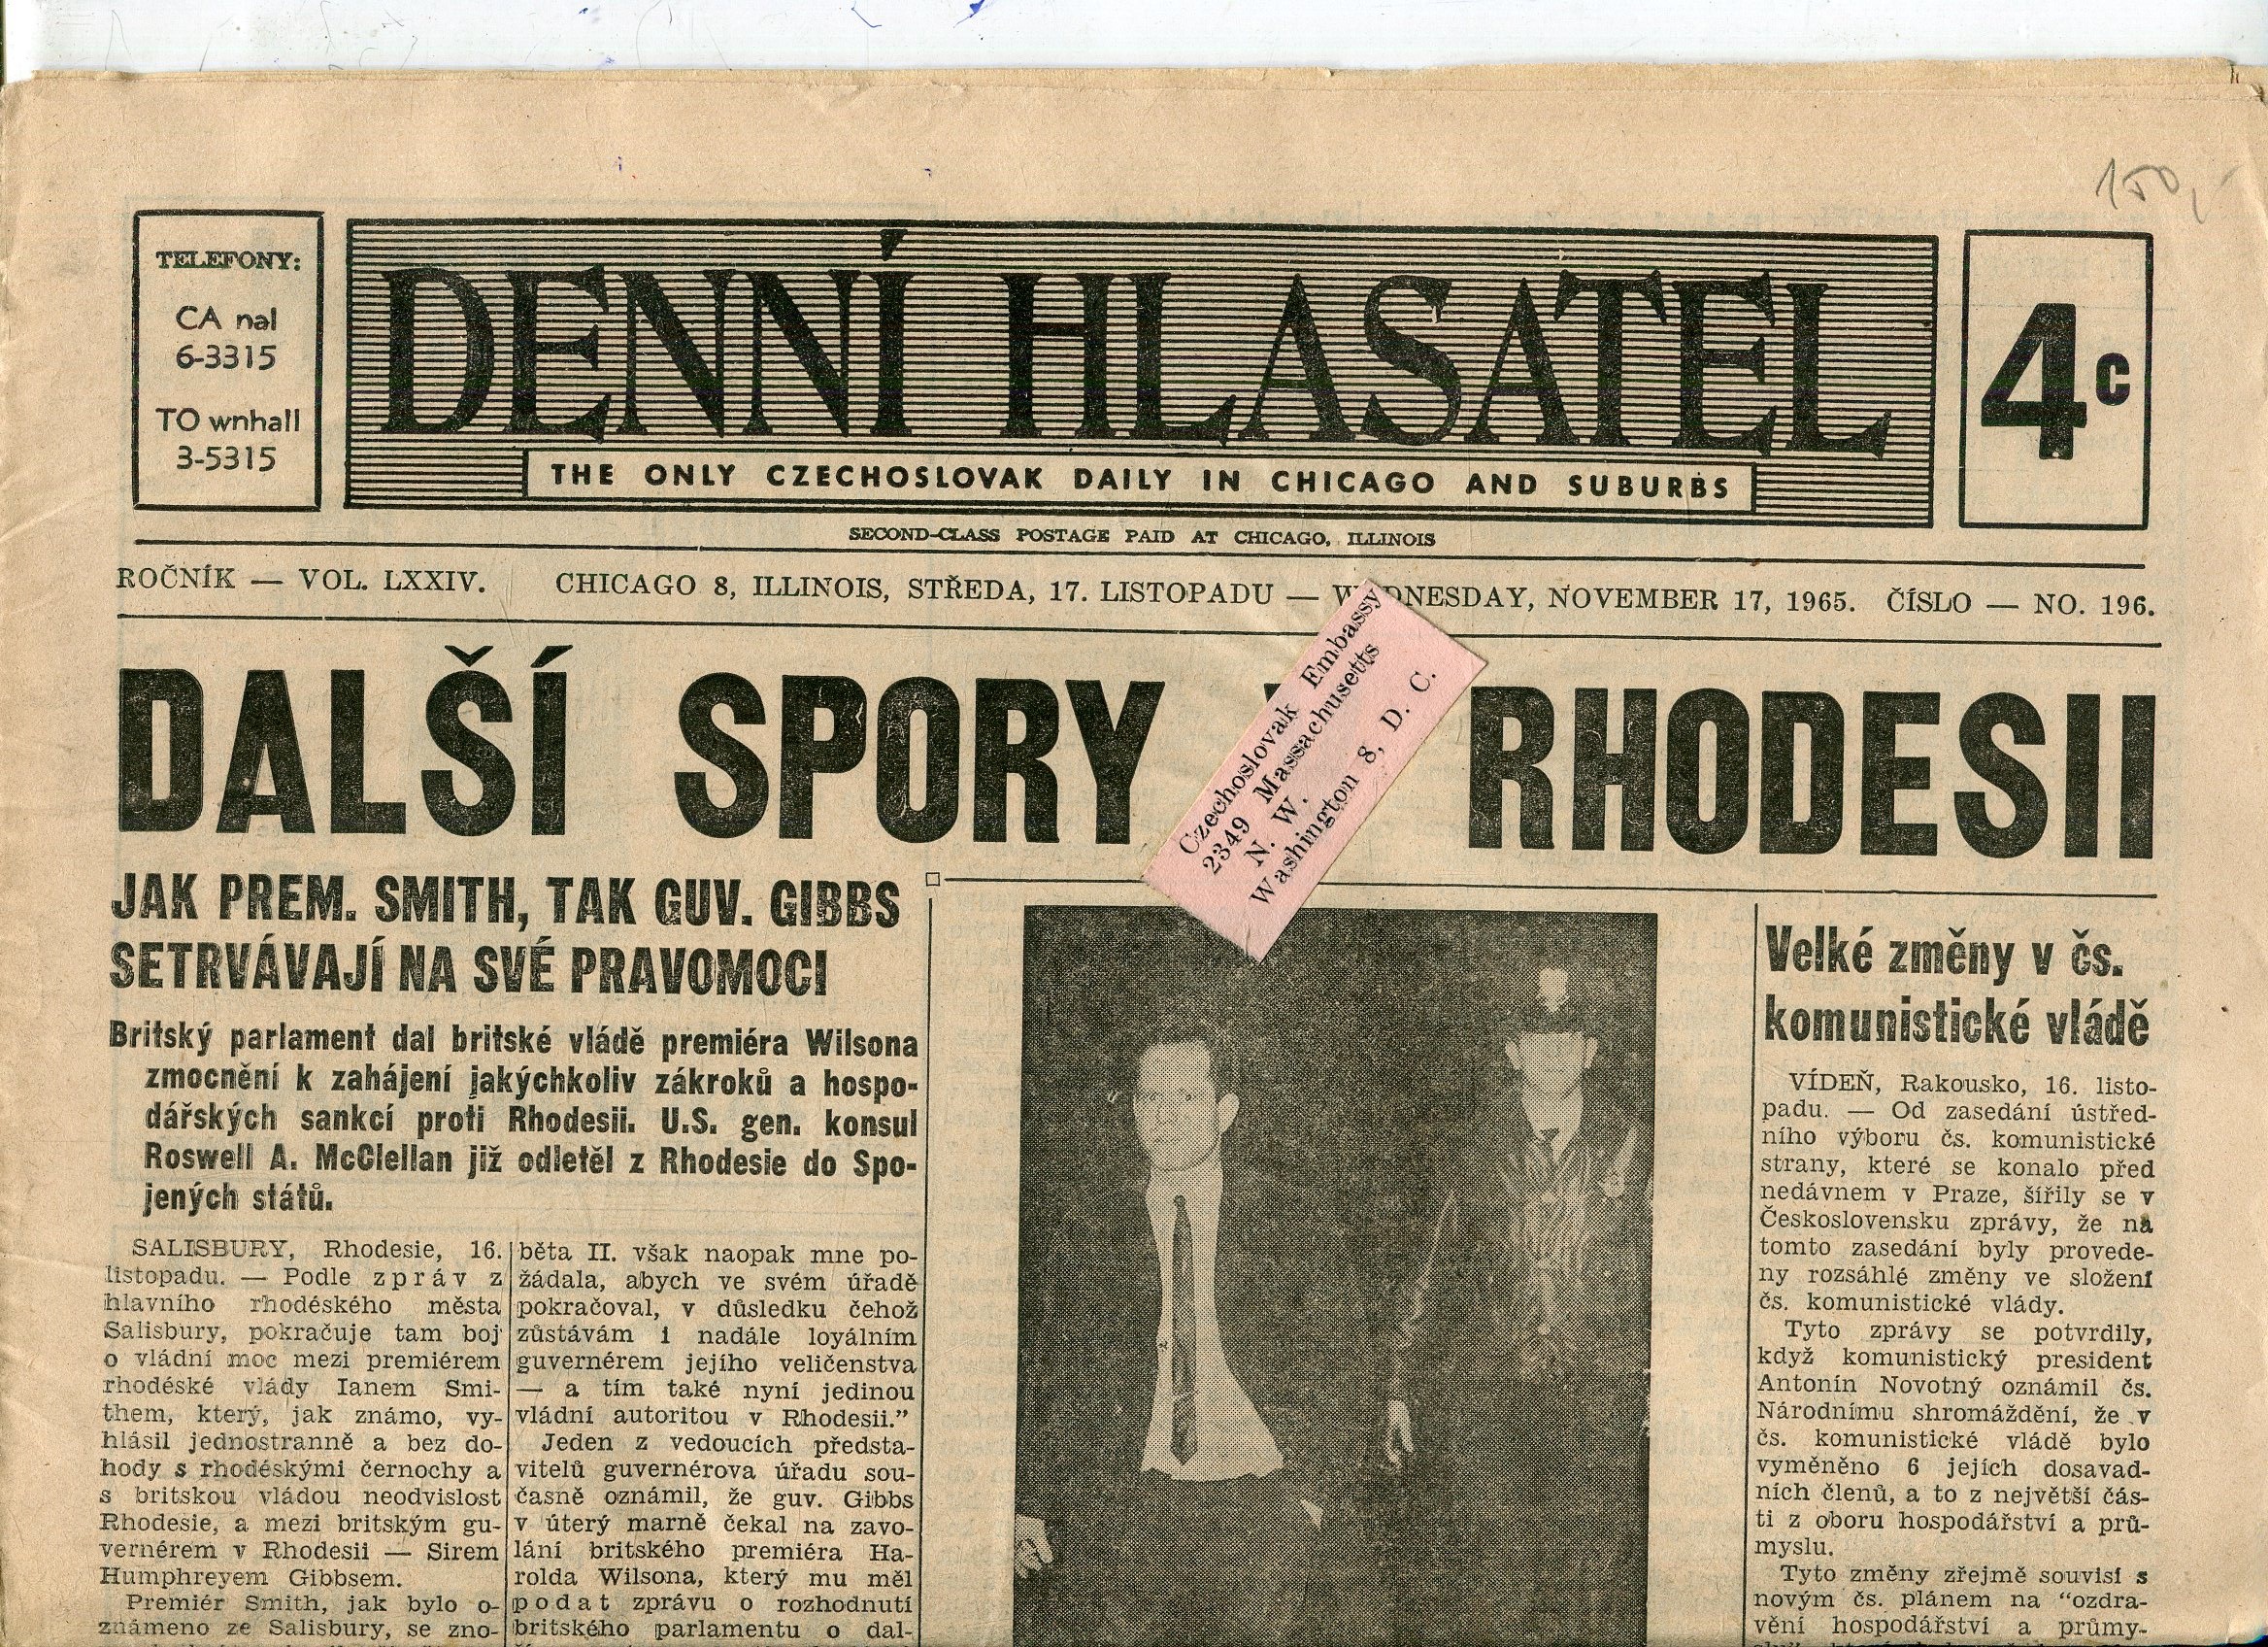 150,
TELEFONY:
CA nal
6-3315
TO wnhall
3-5315
DENNÍ HLASATEL
THE ONLY CZECHOSLOVAK DAILY IN CHICAGO AND SUBURBS
4c
SECOND-CLASS POSTAGE PAID AT CHICAGO, ILLINOIS
ROČNÍK — VOL. LXXIV. CHICAGO 8, ILLINOIS, STŘEDA, 17. LISTOPADU — WEDNESDAY, NOVEMBER 17, 1965. ČÍSLO — NO. 196.
DALŠÍ SPORY RHODESII
Czechoslovak Embassy
2349 Massachusetts
N. W.
Washington 8, D. C.
JAK PREM. SMITH, TAK GUV. GIBBS
SETRVÁVAJÍ NA SVÉ PRAVOMOCI
Britský parlament dal britské vládě premiéra Wilsona
zmocnění k zahájení jakýchkoliv zákroků a hospo-
dářských sankcí proti Rhodesii. U.S. gen. konsul
Roswell A. McClellan již odletěl z Rhodesie do Spo-
jených států.
SALISBURY, Rhodesie, 16.
listopadu. — Podle zpráv z
hlavního rhodéského města
Salisbury, pokračuje tam boj
o vládní moc mezi premiérem
rhodéské vlády Ianem Smi-
them, který, jak známo, vy-
hlásil jednostranně a bez do-
hody s rhodéskými černochy a
s britskou vládou neodvislost
Rhodesie, a mezi britským gu-
vernérem v Rhodesii — Sirem
Humphreyem Gibbsem.
Premiér Smith, jak bylo o-
známeno ze Salisbury, se zno-
běta II. však naopak mne po-
žádala, abych ve svém úřadě
pokračoval, v důsledku čehož
zůstávám i nadále loyálním
guvernérem jejího veličenstva
— a tím také nyní jedinou
vládní autoritou v Rhodesii.”
Jeden z vedoucích předsta-
vitelů guvernérova úřadu sou-
časně oznámil, že guv. Gibbs
v úterý marně čekal na zavo-
lání britského premiéra Ha-
rolda Wilsona, který mu měl
podat zprávu o rozhodnutí
britského parlamentu o dal-
Velké změny v čs.
komunistické vládě
VÍDEŇ, Rakousko, 16. listo-
padu. — Od zasedání ústřed-
ního výboru čs. komunistické
strany, které se konalo před
nedávnem v Praze, šířily se v
Československu zprávy, že na
tomto zasedání byly provede-
ny rozsáhlé změny ve složení
čs. komunistické vlády.
Tyto zprávy se potvrdily,
když komunistický president
Antonín Novotný oznámil čs.
Národnímu shromáždění, že v
čs. komunistické vládě bylo
vyměněno 6 jejích dosavad-
ních členů, a to z největší čás-
ti z oboru hospodářství a prů-
myslu.
Tyto změny zřejmě souvisí s
novým čs. plánem na “ozdra-
vění hospodářství a průmy-